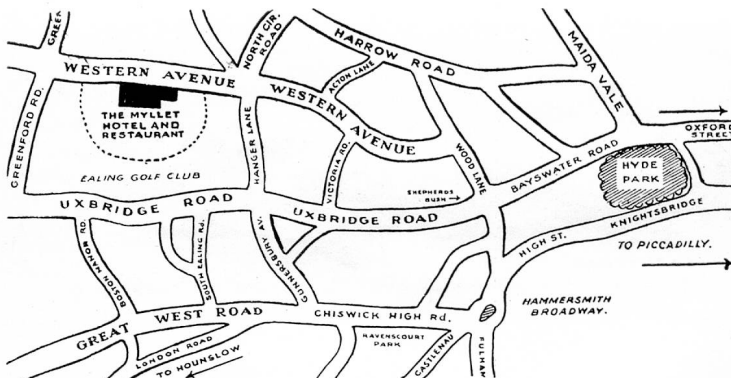 GREEN
GREENFORD RD.
WESTERN AVENUE
THE MYLLET
HOTEL AND
RESTAURANT
EALING GOLF CLUB
NORTH CIR.
ROAD
HARROW ROAD
ACTON LANE
WESTERN AVENUE
HANGER LANE
VICTORIA RD.
WOOD LANE
MAIDA VALE
OXFORD
STREET
BAYSWATER ROAD
HYDE
PARK
KNIGHTSBRIDGE
HIGH ST.
TO PICCADILLY.
UXBRIDGE ROAD
UXBRIDGE ROAD
SHEPHERDS
BUSH
BOSTON MANOR RD.
SOUTH EALING RD.
GUNNERSBURY AV.
GREAT WEST ROAD
CHISWICK HIGH Rd.
HAMMERSMITH
BROADWAY.
RAVENSCOURT
PARK
CASTLENAU
FULHAM
LONDON ROAD
TO HOUNSLOW